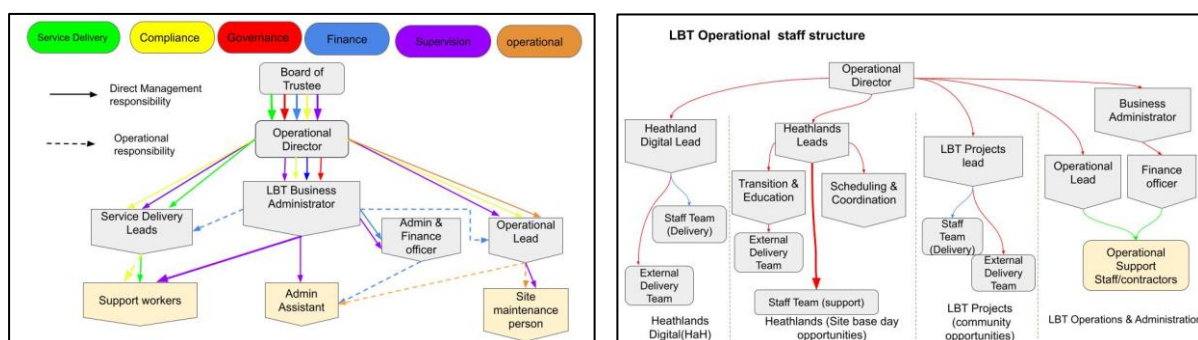 Service Delivery
Compliance
Governance
Finance
Supervision
operational
Direct Management
responsibility
Operational
responsibility
Board of
Trustee
Operational
Director
LBT Business
Administrator
Service Delivery
Leads
Admin &
Finance
officer
Operational
Lead
Support workers
Admin
Assistant
Site
maintenance
person
LBT Operational staff structure
Operational
Director
Business
Administrator
Heathland
Digital Lead
Heathlands
Leads
LBT Projects
lead
Operational
Lead
Finance
officer
Transition &
Education
Scheduling &
Coordination
Staff Team
(Delivery)
External
Delivery
Team
External
Delivery
Team
Staff Team (support)
Staff
Team
(Delivery)
External
Delivery
Team
Operational
Support
Staff/contractors
Heathlands
Digital(HaH)
Heathlands (Site base day
opportunities)
LBT Projects
(community
opportunities)
LBT Operations & Administration